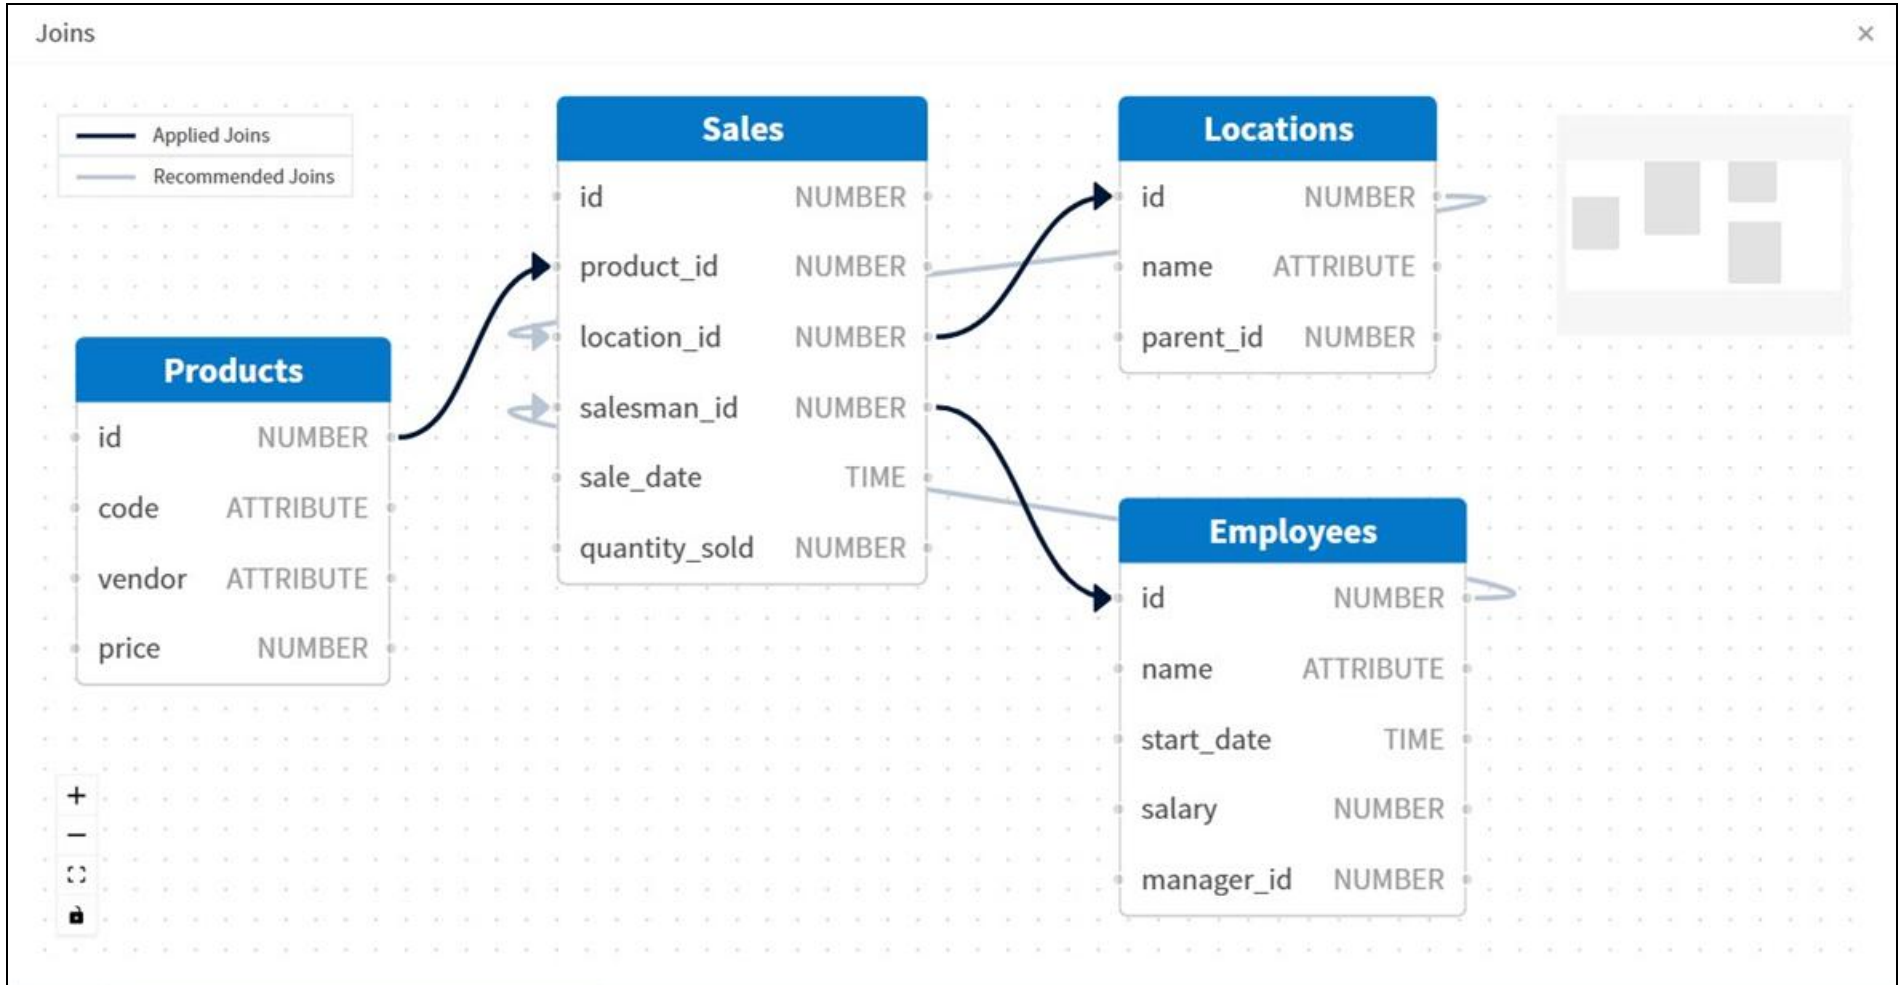 Joins
×
Applied Joins
Recommended Joins
Sales
id NUMBER
product_id NUMBER
location_id NUMBER
salesman_id NUMBER
sale_date TIME
quantity_sold NUMBER
Locations
id NUMBER
name ATTRIBUTE
parent_id NUMBER
Products
id NUMBER
code ATTRIBUTE
vendor ATTRIBUTE
price NUMBER
Employees
id NUMBER
name ATTRIBUTE
start_date TIME
salary NUMBER
manager_id NUMBER
+
−